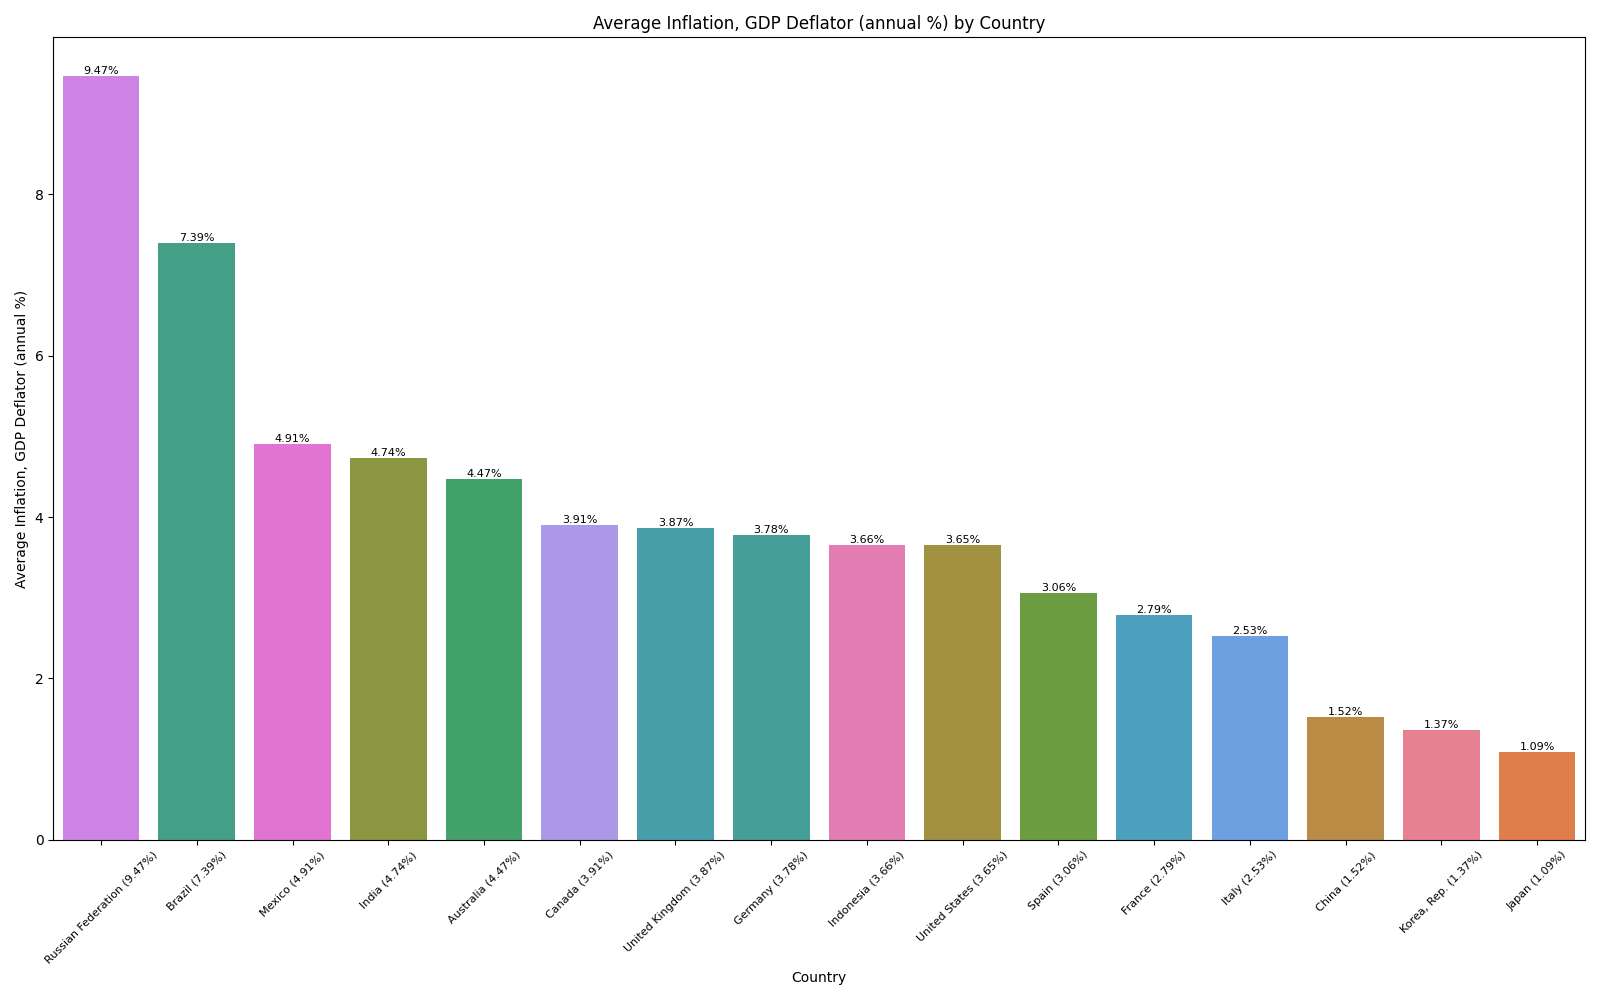 Average Inflation, GDP Deflator (annual %) by Country
Average Inflation, GDP Deflator (annual %)
8
6
4
2
0
9.47%
7.39%
4.91%
4.74%
4.47%
3.91%
3.87%
3.78%
3.66%
3.65%
3.06%
2.79%
2.53%
1.52%
1.37%
1.09%
Russian Federation (9.47%)
Brazil (7.39%)
Mexico (4.91%)
India (4.74%)
Australia (4.47%)
Canada (3.91%)
United Kingdom (3.87%)
Germany (3.78%)
Indonesia (3.66%)
United States (3.65%)
Spain (3.06%)
France (2.79%)
Italy (2.53%)
China (1.52%)
Korea, Rep. (1.37%)
Japan (1.09%)
Country